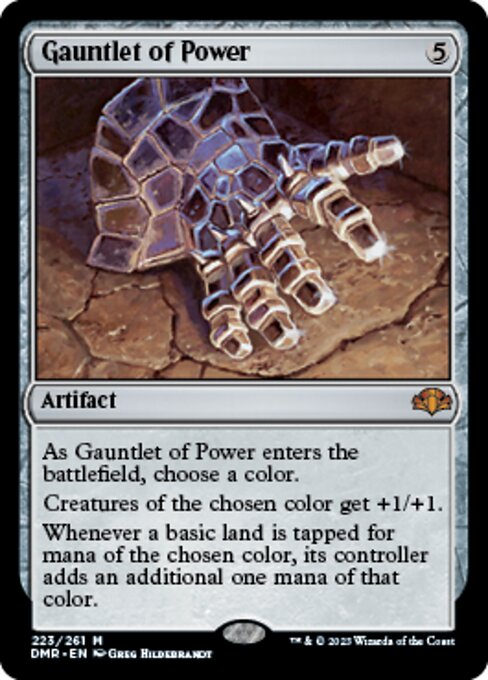 Gauntlet of Power 5
Artifact
As Gauntlet of Power enters the
battlefield, choose a color.
Creatures of the chosen color get +1/+1.
Whenever a basic land is tapped for
mana of the chosen color, its controller
adds an additional one mana of that
color.
223/261 M
™ & © 2023 Wizards of the Coast
DMR • EN Greg Hildebrandt